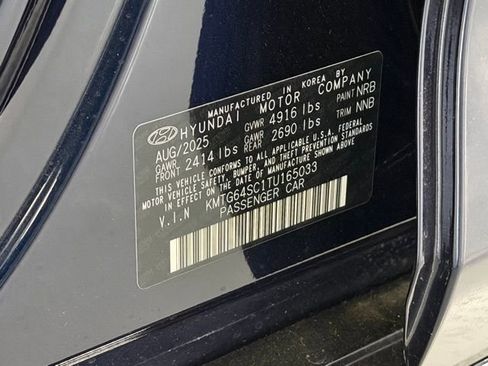 MANUFACTURED IN KOREA BY
HYUNDAI MOTOR COMPANY
AUG/2025 GVWR 4916 lbs PAINT NRB
GAWR FRONT 2414 lbs GAWR REAR 2690 lbs TRIM NNB
THIS VEHICLE CONFORMS TO ALL APPLICABLE U.S.A. FEDERAL
MOTOR VEHICLE SAFETY, BUMPER, AND THEFT PREVENTION STANDARDS
IN EFFECT ON THE DATE OF MANUFACTURE SHOWN ABOVE.
V.I.N KMTG64SC1TU165033
PASSENGER CAR